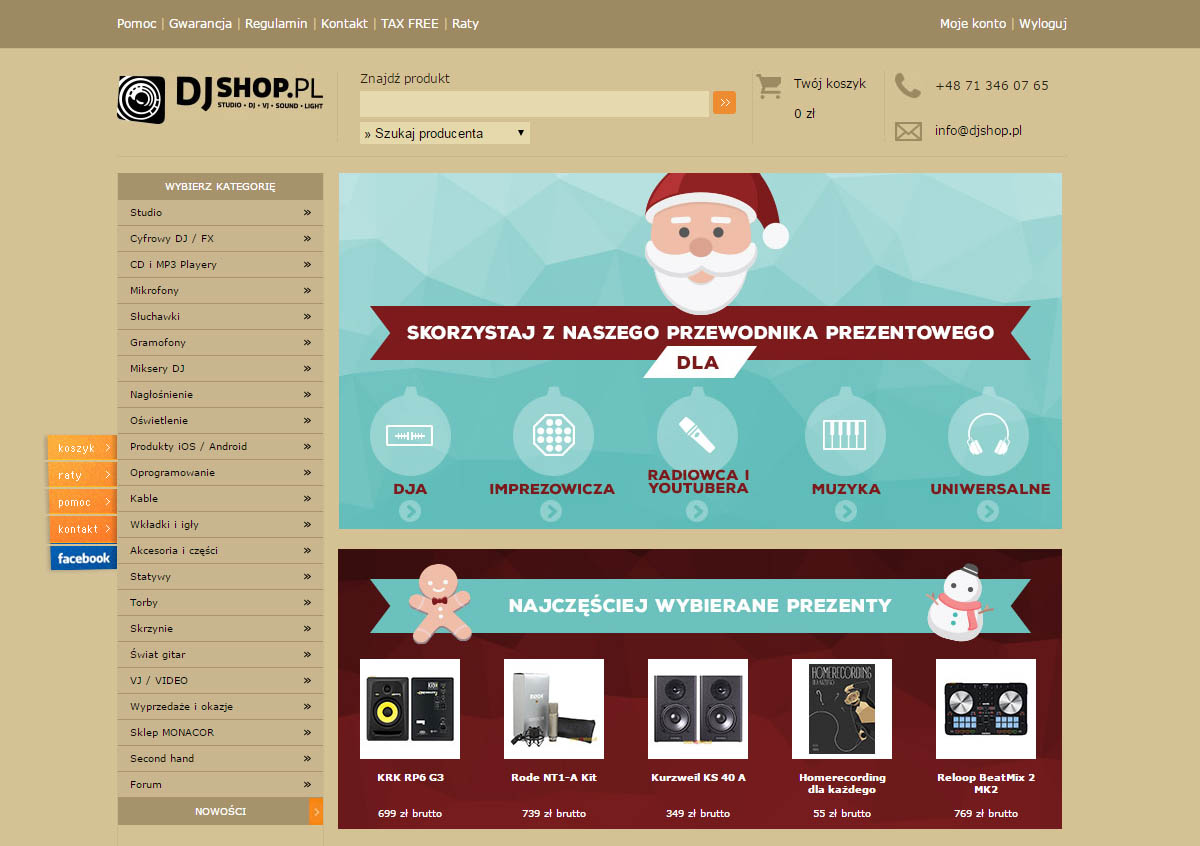 Pomoc | Gwarancja | Regulamin | Kontakt | TAX FREE | Raty
Moje konto | Wyloguj
DJSHOP.PL
STUDIO • DJ • VJ • SOUND • LIGHT
Znajdź produkt
» Szukaj producenta
Twój koszyk
0 zł
+48 71 346 07 65
info@djshop.pl
WYBIERZ KATEGORIĘ
Studio »
Cyfrowy DJ / FX »
CD i MP3 Playery »
Mikrofony »
Słuchawki »
Gramofony »
Miksery DJ »
Nagłośnienie »
Oświetlenie »
Produkty iOS / Android »
Oprogramowanie »
Kable »
Wkładki i igły »
Akcesoria i części »
Statywy »
Torby »
Skrzynie »
Świat gitar »
VJ / VIDEO »
Wyprzedaże i okazje »
Sklep MONACOR »
Second hand »
Forum »
NOWOŚCI
koszyk
raty
pomoc
kontakt
facebook
SKORZYSTAJ Z NASZEGO PRZEWODNIKA PREZENTOWEGO
DLA
DJA
IMPREZOWICZA
RADIOWCA I
YOUTUBERA
MUZYKA
UNIWERSALNE
NAJCZĘŚCIEJ WYBIERANE PREZENTY
HOMERECORDING
KRK RP6 G3
699 zł brutto
Rode NT1-A Kit
739 zł brutto
Kurzweil KS 40 A
349 zł brutto
Homerecording
dla każdego
55 zł brutto
Reloop BeatMix 2
MK2
769 zł brutto